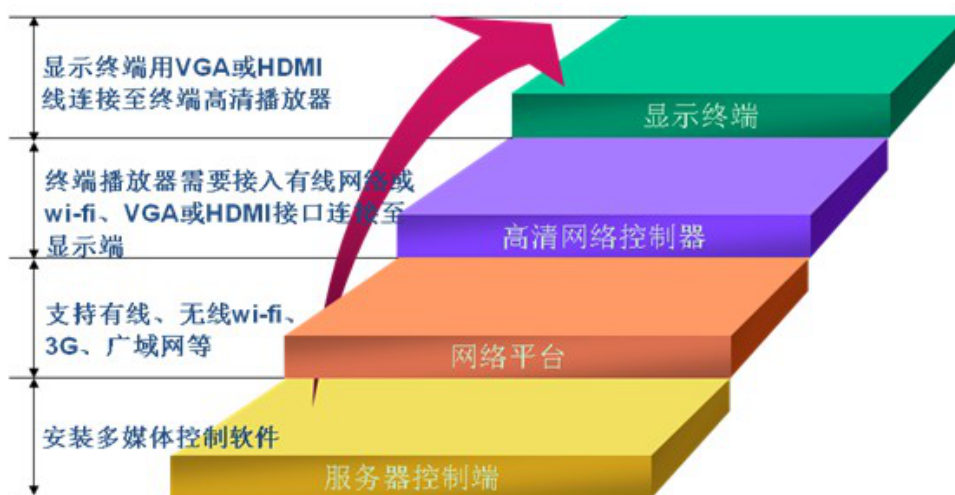 显示终端用VGA或HDMI
线连接至终端高清播放器
显示终端
终端播放器需要接入有线网络或
wi-fi、VGA或HDMI接口连接至
显示端
高清网络控制器
支持有线、无线wi-fi、
3G、广域网等
网络平台
安装多媒体控制软件
服务器控制端